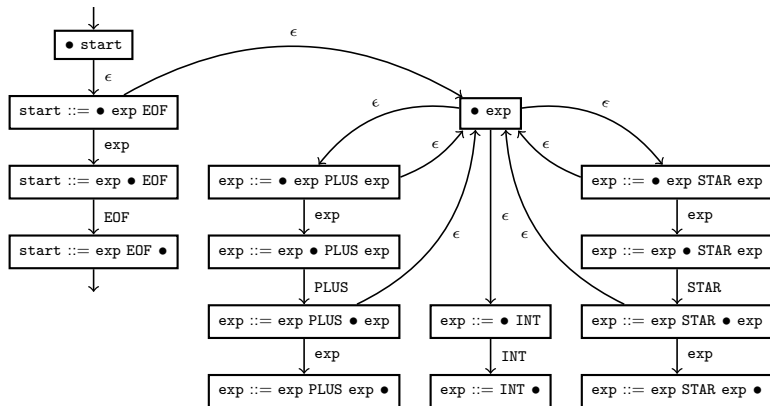 ● start
ϵ
ϵ
start ::= ● exp EOF
● exp
ϵ
ϵ
exp
ϵ
ϵ
start ::= exp ● EOF
exp ::= ● exp PLUS exp
exp ::= ● exp STAR exp
EOF
exp
ϵ
exp
ϵ
ϵ
start ::= exp EOF ●
exp ::= exp ● PLUS exp
exp ::= exp ● STAR exp
PLUS
STAR
exp ::= exp PLUS ● exp
exp ::= ● INT
exp ::= exp STAR ● exp
exp
INT
exp
exp ::= exp PLUS exp ●
exp ::= INT ●
exp ::= exp STAR exp ●